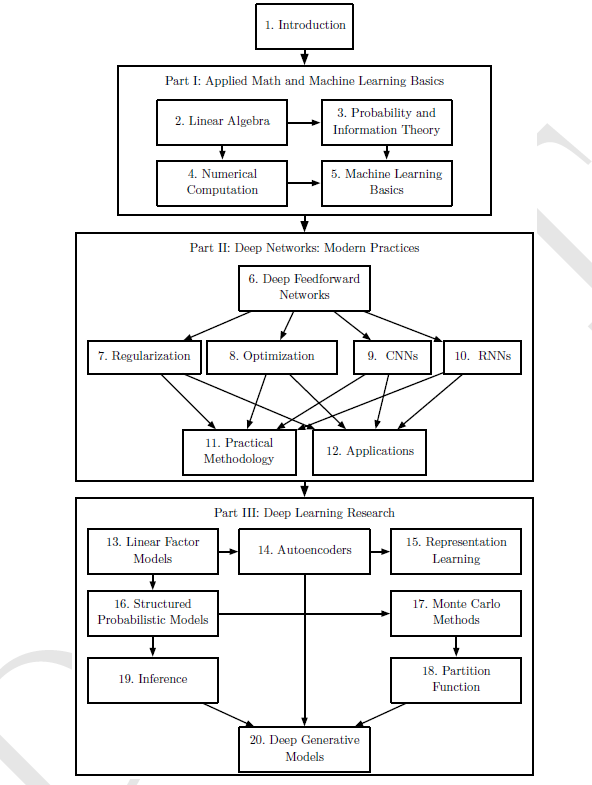 1. Introduction
Part I: Applied Math and Machine Learning Basics
2. Linear Algebra
3. Probability and
Information Theory
4. Numerical
Computation
5. Machine Learning
Basics
Part II: Deep Networks: Modern Practices
6. Deep Feedforward
Networks
7. Regularization
8. Optimization
9. CNNs
10. RNNs
11. Practical
Methodology
12. Applications
Part III: Deep Learning Research
13. Linear Factor
Models
14. Autoencoders
15. Representation
Learning
16. Structured
Probabilistic Models
17. Monte Carlo
Methods
19. Inference
18. Partition
Function
20. Deep Generative
Models